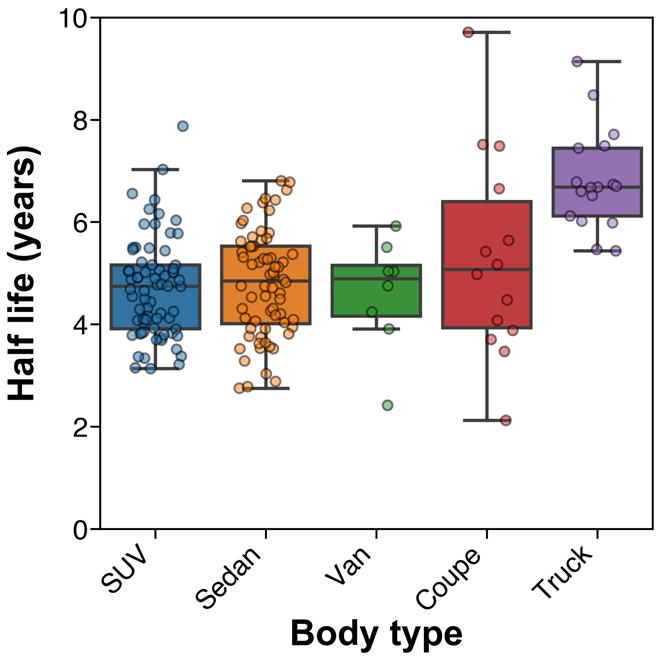 Half life (years)
10
8
6
4
2
0
SUV
Sedan
Van
Coupe
Truck
Body type